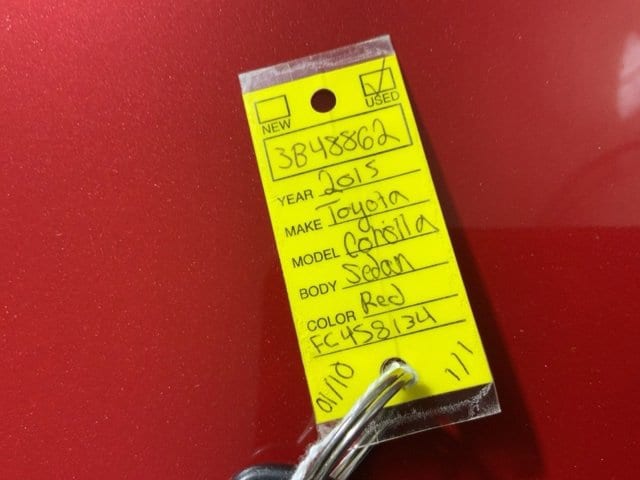 NEW ✓ USED
3B48862
YEAR 2015
MAKE Toyota
MODEL Corolla
BODY Sedan
COLOR Red
FC458134
01/10
1/1